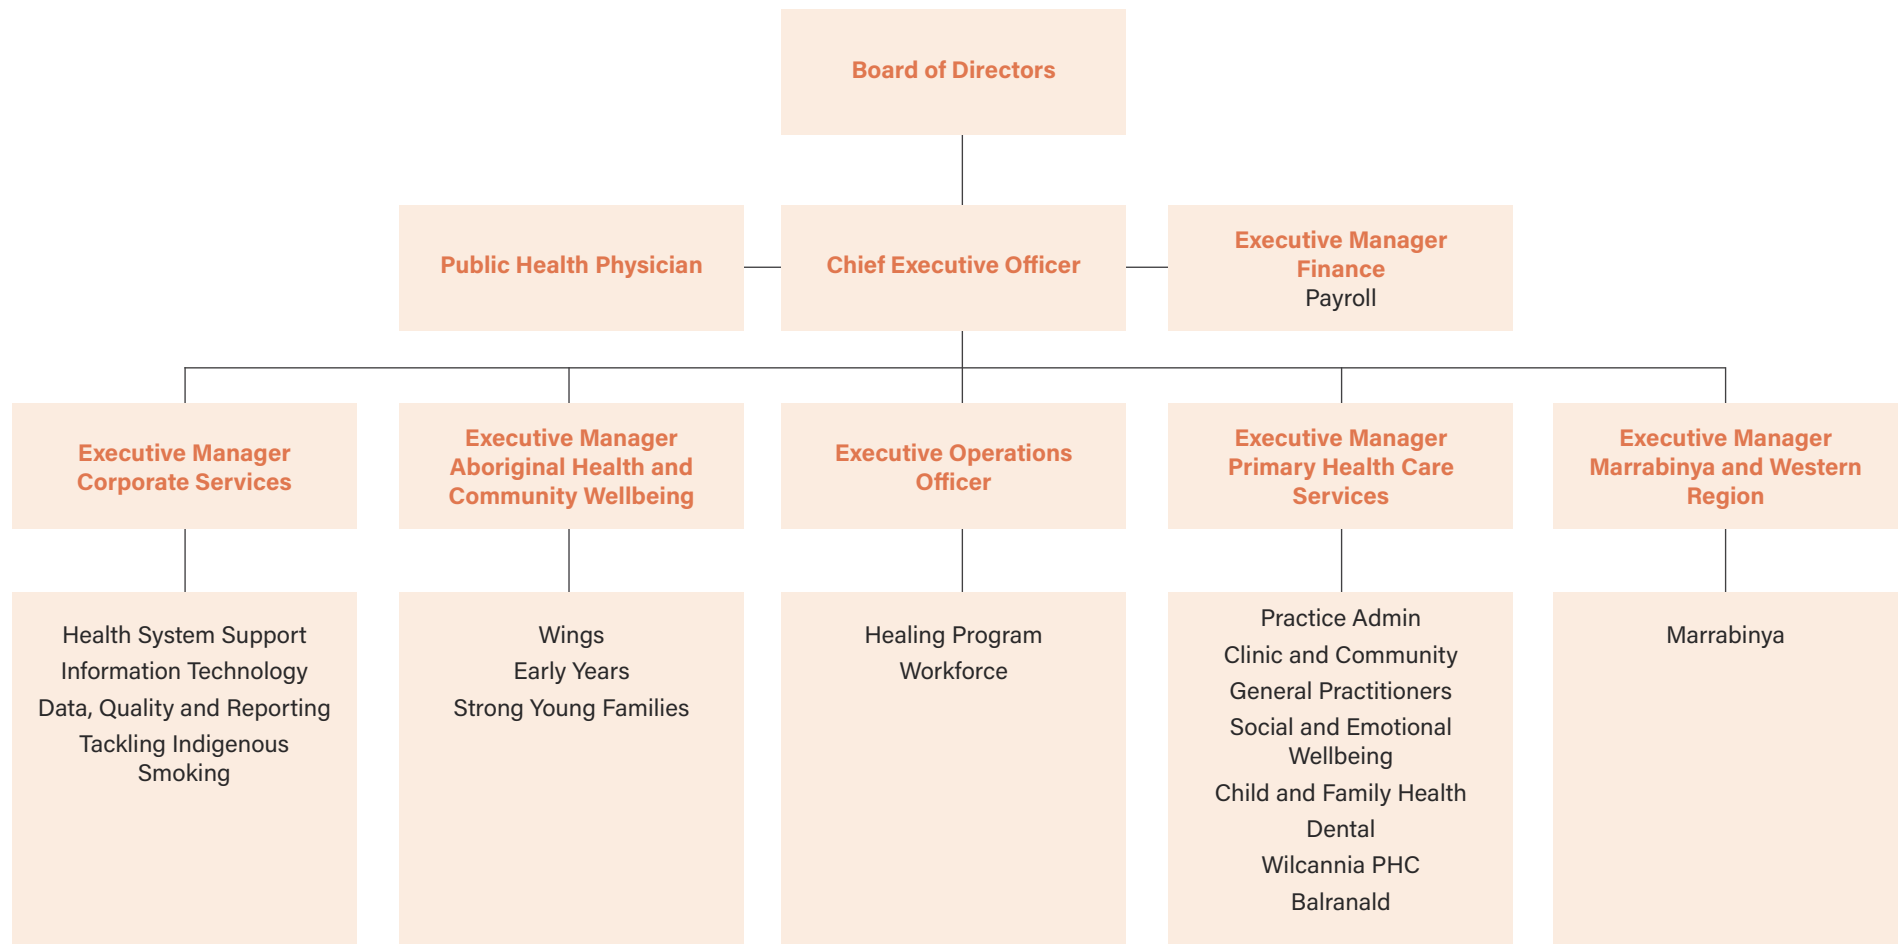 Board of Directors
Public Health Physician
Chief Executive Officer
Executive Manager
Finance
Payroll
Executive Manager
Corporate Services
Executive Manager
Aboriginal Health and
Community Wellbeing
Executive Operations
Officer
Executive Manager
Primary Health Care
Services
Executive Manager
Marrabinya and Western
Region
Health System Support
Information Technology
Data, Quality and Reporting
Tackling Indigenous
Smoking
Wings
Early Years
Strong Young Families
Healing Program
Workforce
Practice Admin
Clinic and Community
General Practitioners
Social and Emotional
Wellbeing
Child and Family Health
Dental
Wilcannia PHC
Balranald
Marrabinya